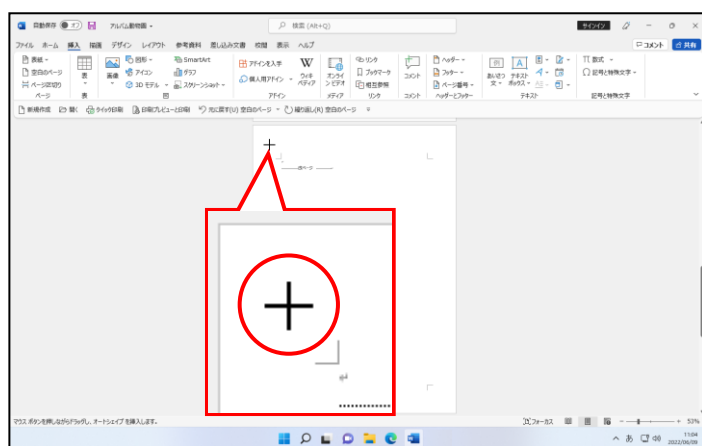 自動保存 オフ アルバム動物園 検索 (Alt+Q) サインイン
ファイル ホーム 挿入 描画 デザイン レイアウト 参考資料 差し込み文書 校閲 表示 ヘルプ コメント 共有
表紙 空白のページ ページ区切り ページ
表 表
画像 図形 アイコン 3D モデル SmartArt グラフ スクリーンショット 図
アドインを入手 個人用アドイン ウィキペディア アドイン
オンラインビデオ メディア
リンク ブックマーク 相互参照 リンク
コメント コメント
ヘッダー フッター ページ番号 ヘッダーとフッター
あいさつ文 テキストボックス テキスト
数式 記号と特殊文字 記号と特殊文字
新規作成 開く クイック印刷 印刷プレビューと印刷 元に戻す(U) 空白のページ 繰り返し(R) 空白のページ
改ページ
マウス ボタンを押しながらドラッグし、オートシェイプを挿入します。 フォーカス 53%
あ 11:04
2022/06/09